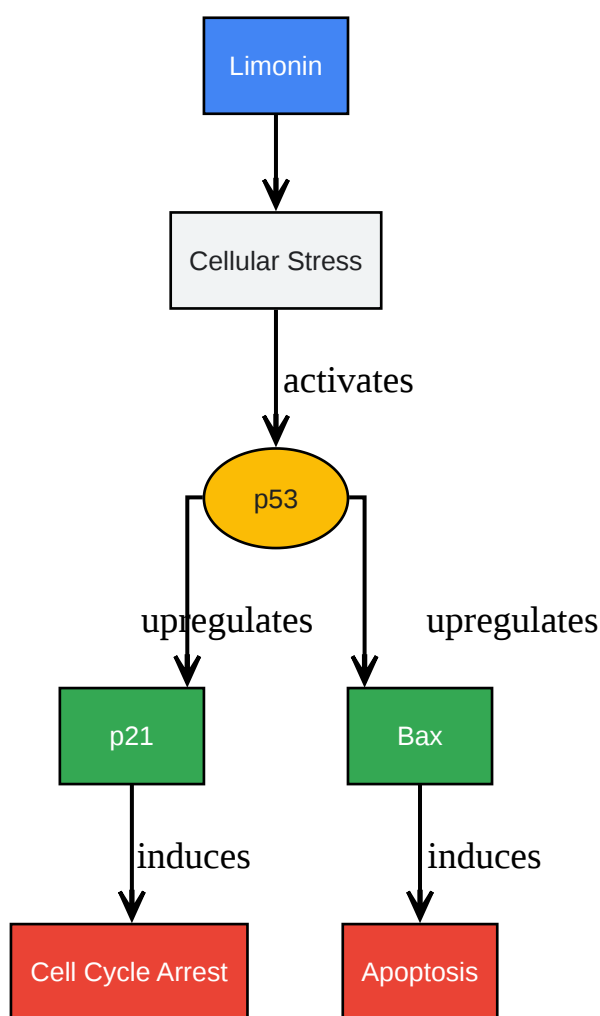 Limonin
Cellular Stress
activates
p53
upregulates
upregulates
p21
Bax
induces
induces
Cell Cycle Arrest
Apoptosis